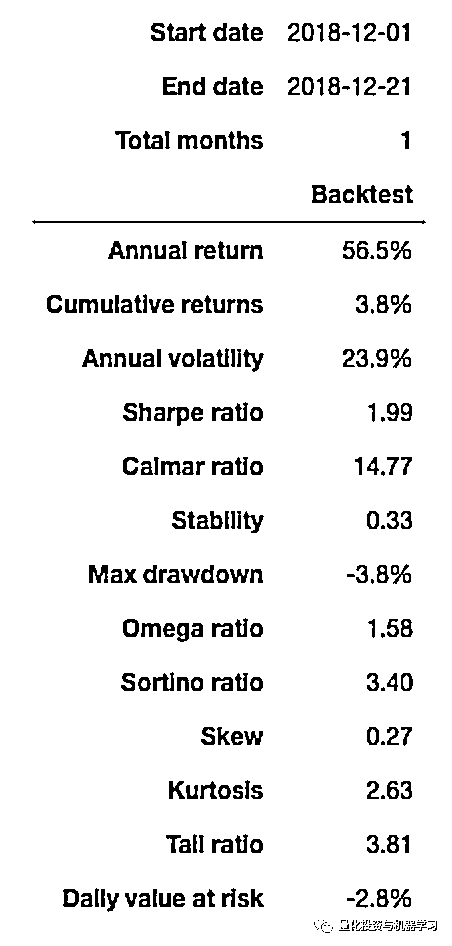 Start date 2018-12-01
End date 2018-12-21
Total months 1
Backtest
Annual return 56.5%
Cumulative returns 3.8%
Annual volatility 23.9%
Sharpe ratio 1.99
Calmar ratio 14.77
Stability 0.33
Max drawdown -3.8%
Omega ratio 1.58
Sortino ratio 3.40
Skew 0.27
Kurtosis 2.63
Tail ratio 3.81
Daily value at risk -2.8%
量化投资与机器学习